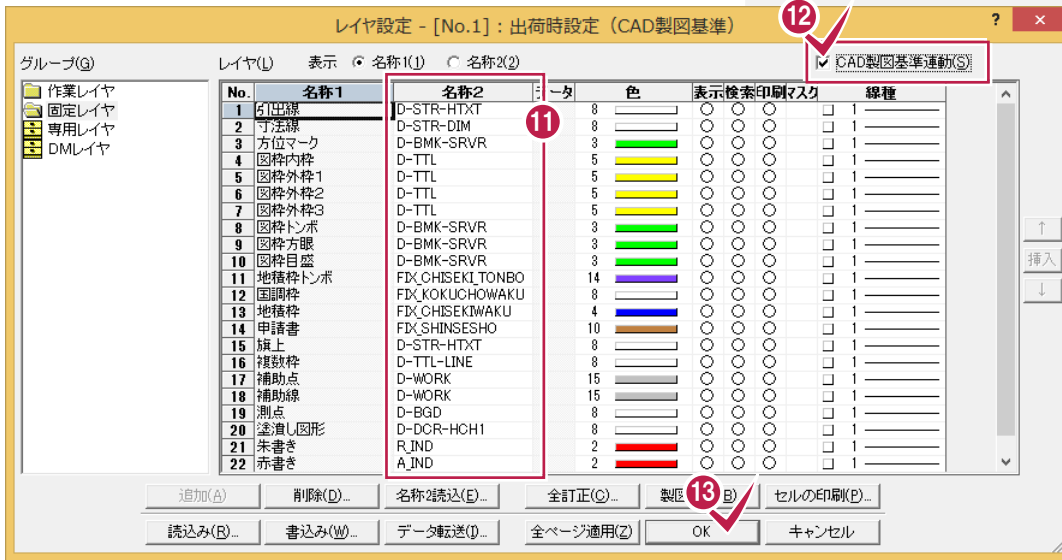 12
レイヤ設定 - [No.1] : 出荷時設定（CAD製図基準） ? ×
グループ(G) レイヤ(L) 表示 名称1(1) 名称2(2) CAD製図基準連動(S)
作業レイヤ
固定レイヤ
専用レイヤ
DMレイヤ
No. 名称1 名称2 データ 色 表示 検索 印刷 マスク 線種
11
1 引出線 D-STR-HTXT 8 1
2 寸法線 D-STR-DIM 8 1
3 方位マーク D-BMK-SRVR 3 1
4 図枠内枠 D-TTL 5 1
5 図枠外枠1 D-TTL 5 1
6 図枠外枠2 D-TTL 5 1
7 図枠外枠3 D-TTL 5 1
8 図枠トンボ D-BMK-SRVR 3 1
9 図枠方眼 D-BMK-SRVR 3 1
10 図枠目盛 D-BMK-SRVR 3 1
11 地積枠トンボ FIX_CHISEKI_TONBO 14 1
12 国調枠 FIX_KOKUCHOWAKU 8 1
13 地積枠 FIX_CHISEKIWAKU 4 1
14 申請書 FIX_SHINSESHO 10 1
15 旗上 D-STR-HTXT 8 1
16 複数枠 D-TTL-LINE 8 1
17 補助点 D-WORK 15 1
18 補助線 D-WORK 15 1
19 測点 D-BGD 8 1
20 塗潰し図形 D-DCR-HCH1 8 1
21 朱書き R_IND 2 1
22 赤書き A_IND 2 1
↑
挿入
↓
追加(A) 削除(D)... 名称2読込(E)... 全訂正(C)... 製図 13 B) セルの印刷(P)...
読込み(R)... 書込み(W)... データ転送(I)... 全ページ適用(Z) OK キャンセル